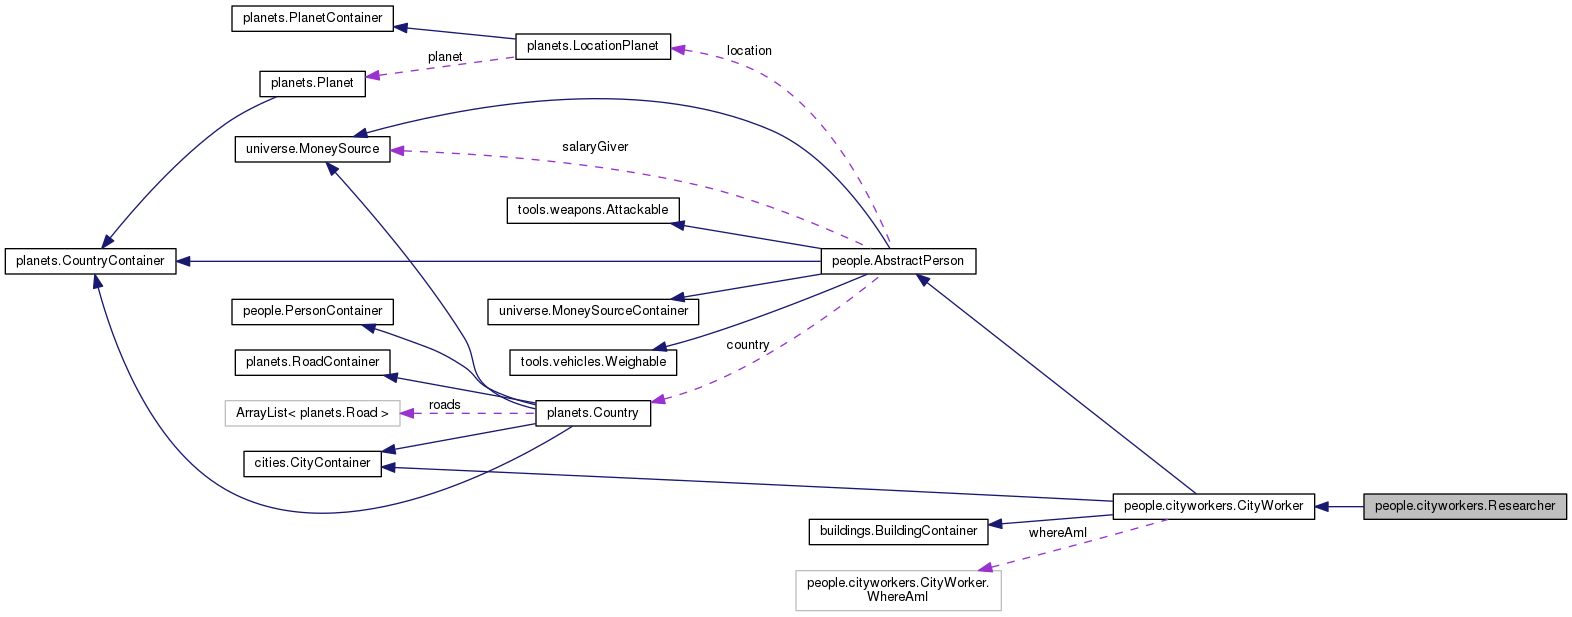 planets.PlanetContainer
planets.LocationPlanet
location
planet
planets.Planet
universe.MoneySource
salaryGiver
tools.weapons.Attackable
planets.CountryContainer
people.AbstractPerson
people.PersonContainer
universe.MoneySourceContainer
country
planets.RoadContainer
tools.vehicles.Weighable
roads
ArrayList< planets.Road >
planets.Country
cities.CityContainer
people.cityworkers.CityWorker
people.cityworkers.Researcher
buildings.BuildingContainer
whereAmI
people.cityworkers.CityWorker.
WhereAmI